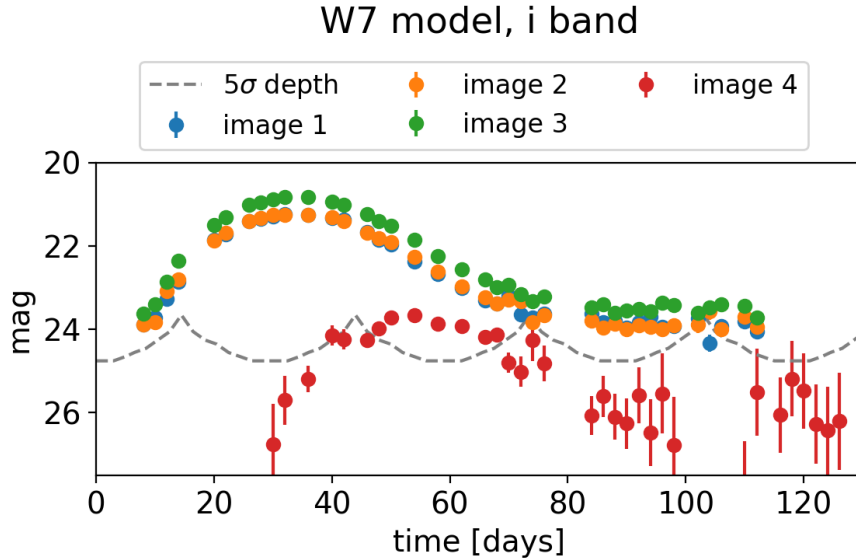 W7 model, i band
5σ depth
image 2
image 4
image 1
image 3
20
22
24
26
mag
0
20
40
60
80
100
120
time [days]